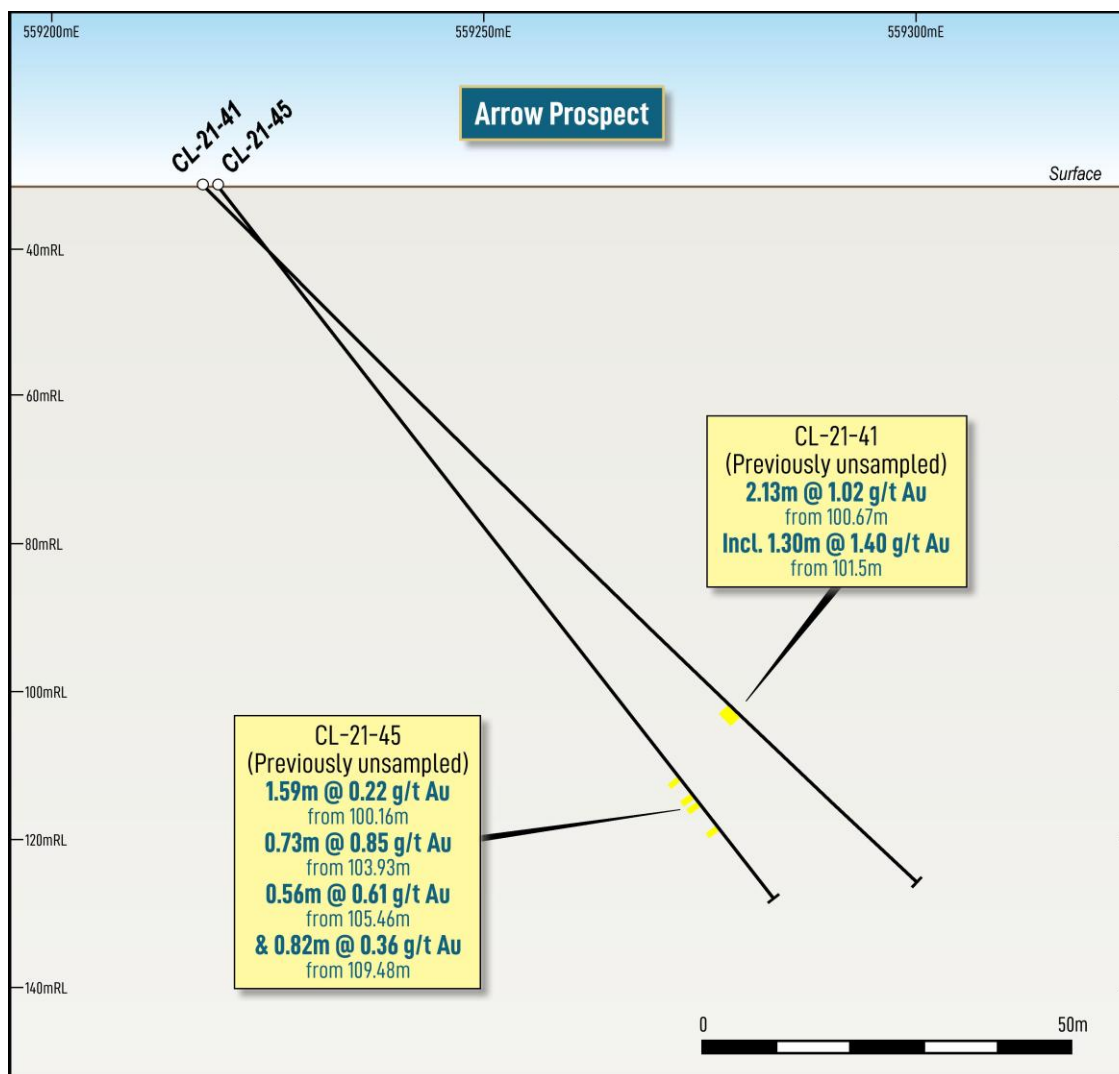 559200mE
559250mE
559300mE
Arrow Prospect
CL-21-41
CL-21-45
Surface
40mRL
60mRL
80mRL
100mRL
120mRL
140mRL
CL-21-41
(Previously unsampled)
2.13m @ 1.02 g/t Au
from 100.67m
Incl. 1.30m @ 1.40 g/t Au
from 101.5m
CL-21-45
(Previously unsampled)
1.59m @ 0.22 g/t Au
from 100.16m
0.73m @ 0.85 g/t Au
from 103.93m
0.56m @ 0.61 g/t Au
from 105.46m
& 0.82m @ 0.36 g/t Au
from 109.48m
0
50m